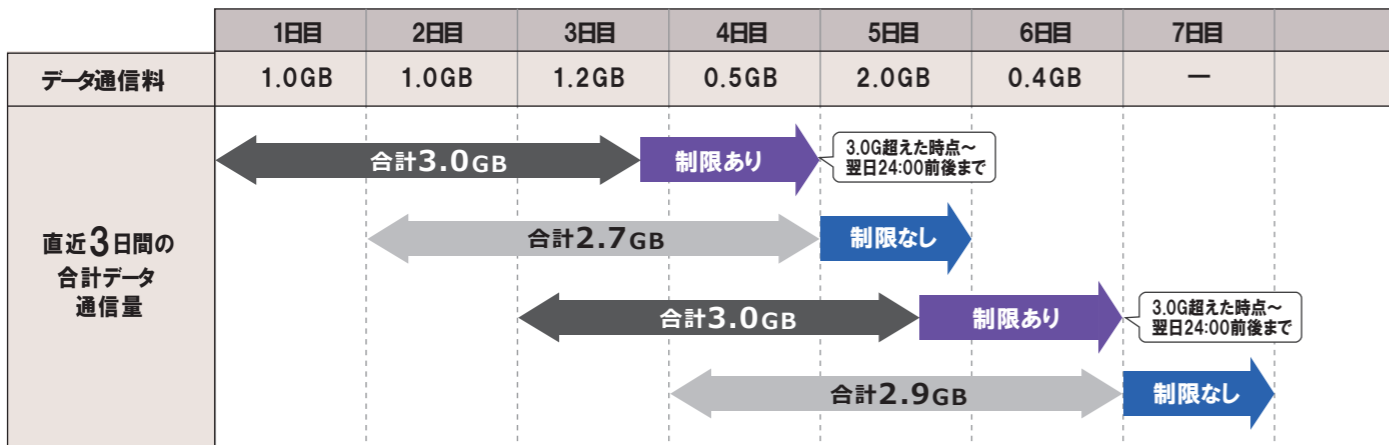 1日目 2日目 3日目 4日目 5日目 6日目 7日目
データ通信料 1.0GB 1.0GB 1.2GB 0.5GB 2.0GB 0.4GB ー
直近3日間の
合計データ
通信量
合計3.0GB 制限あり
3.0G超えた時点～
翌日24:00前後まで
合計2.7GB 制限なし
合計3.0GB 制限あり
3.0G超えた時点～
翌日24:00前後まで
合計2.9GB 制限なし